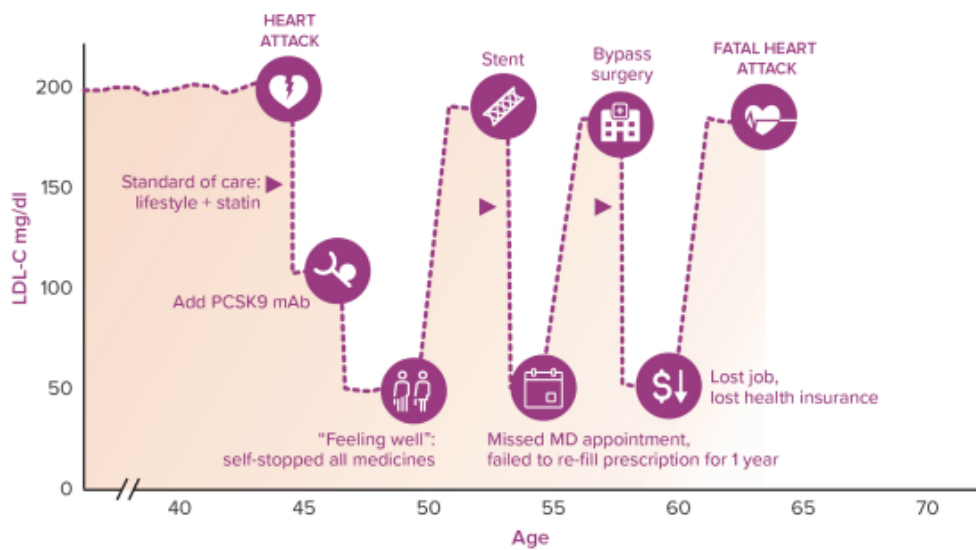 HEART
ATTACK
Stent
Bypass
surgery
FATAL HEART
ATTACK
LDL-C mg/dl
200
150
100
50
0
Standard of care:
lifestyle + statin
Add PCSK9 mAb
“Feeling well”:
self-stopped all medicines
Missed MD appointment,
failed to re-fill prescription for 1 year
$
Lost job,
lost health insurance
40
45
50
55
60
65
70
Age